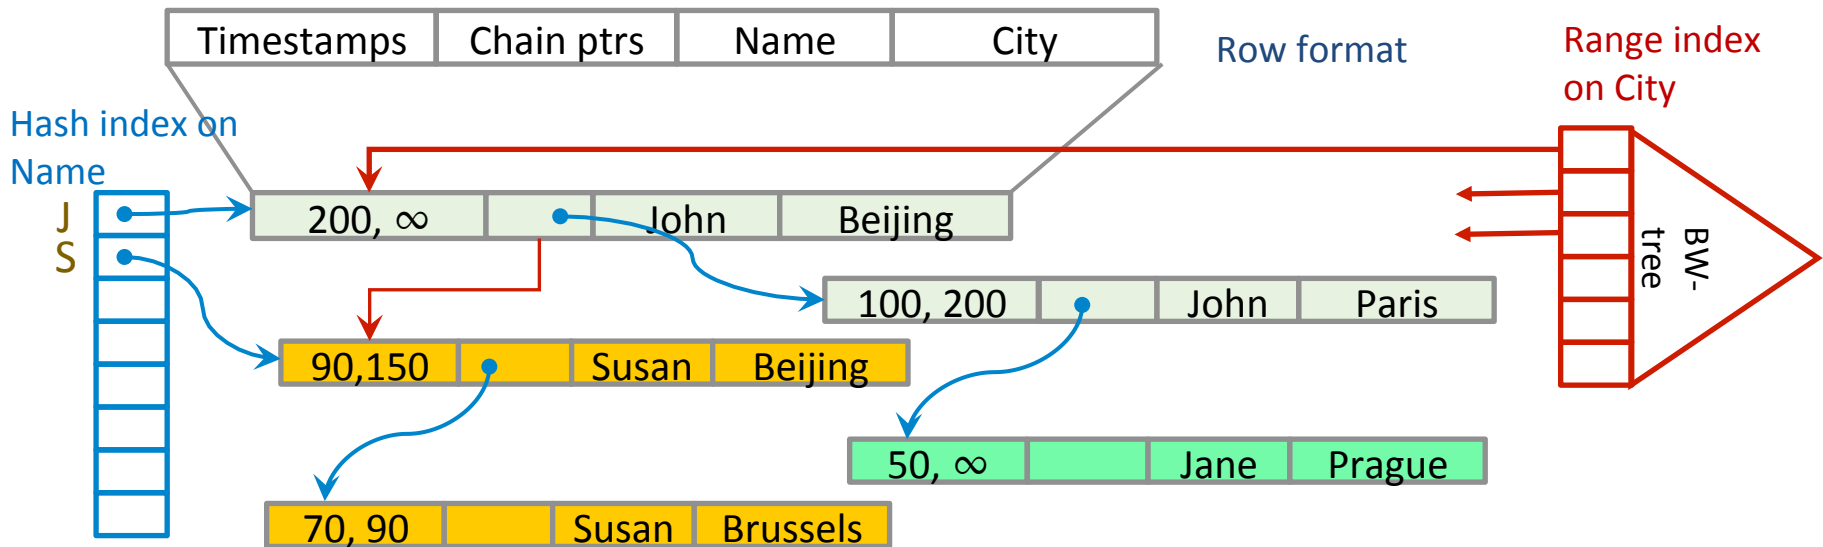 Timestamps Chain ptrs Name City
Row format
Range index
on City
Hash index on
Name
J
S
200, ∞ John Beijing
100, 200 John Paris
90,150 Susan Beijing
50, ∞ Jane Prague
70, 90 Susan Brussels
BW-
tree